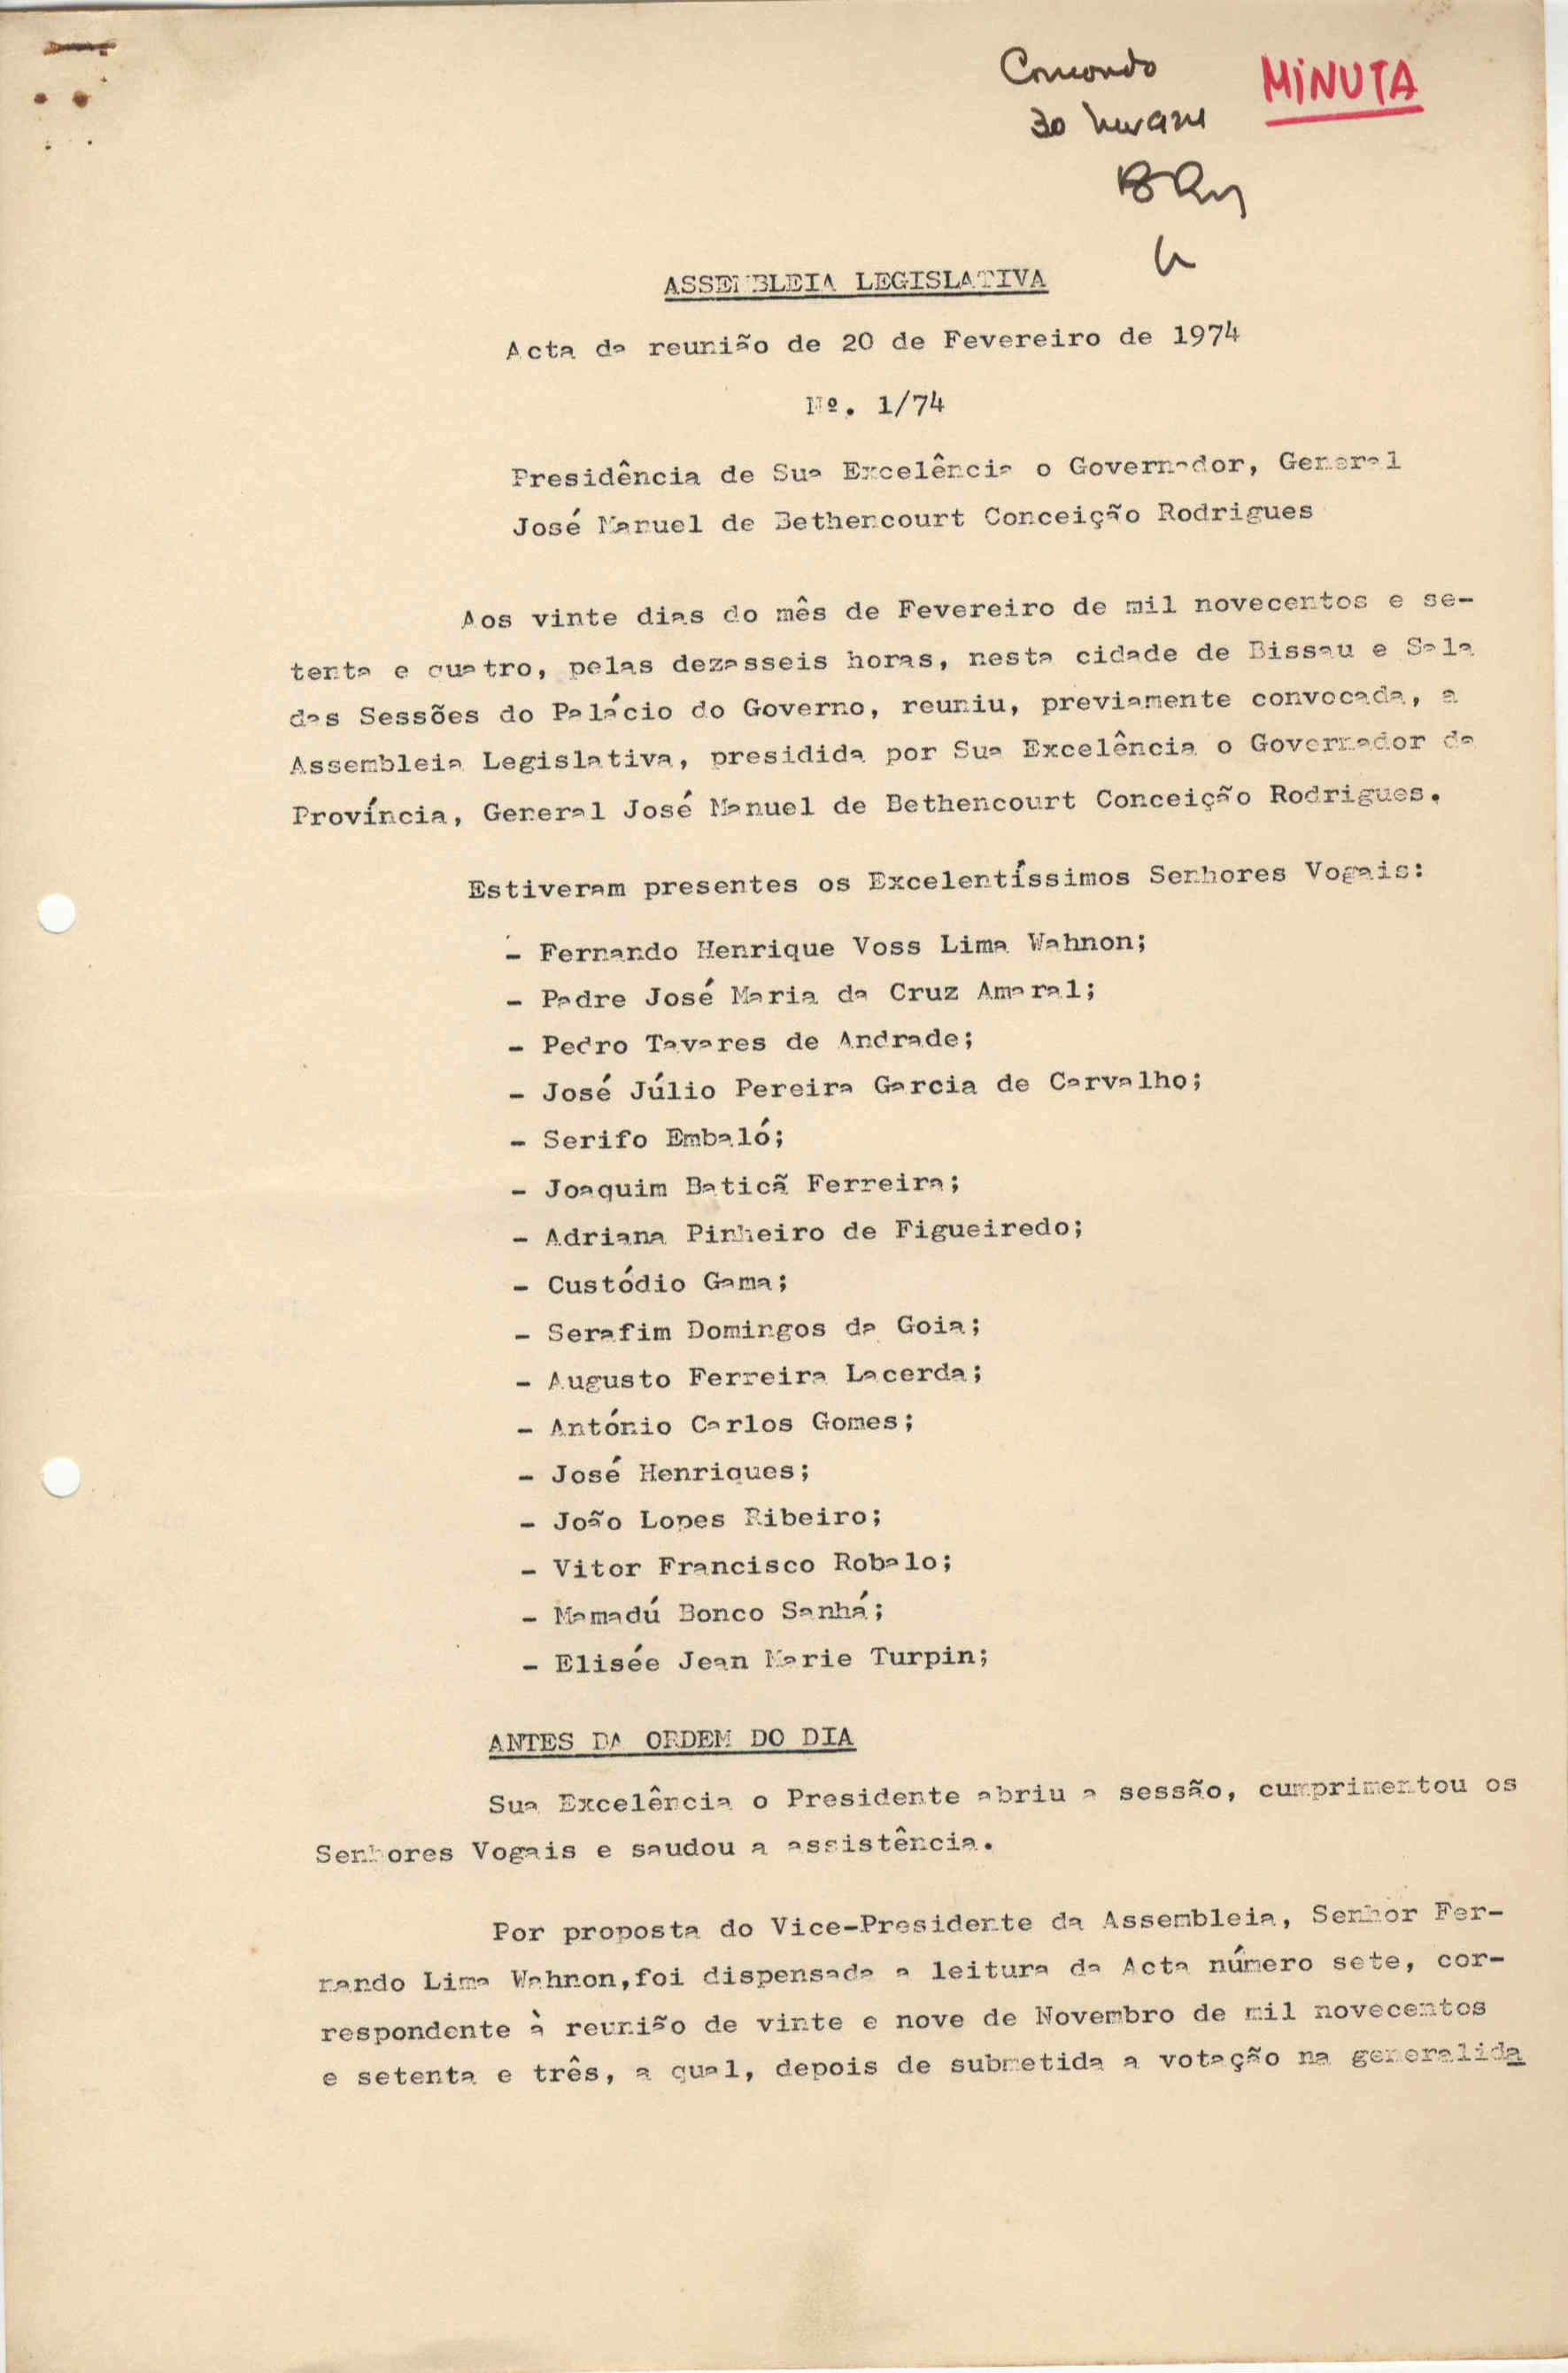 Concordo
MINUTA
30
ASSEMBLEIA LEGISLATIVA
Acta da reunião de 20 de Fevereiro de 1974
Nº. 1/74
Presidência de Sua Excelência o Governador, General
José Manuel de Bethencourt Conceição Rodrigues
Aos vinte dias do mês de Fevereiro de mil novecentos e se-
tenta e quatro, pelas dezasseis horas, nesta cidade de Bissau e Sala
das Sessões do Palácio do Governo, reuniu, previamente convocada, a
Assembleia Legislativa, presidida por Sua Excelência o Governador da
Província, General José Manuel de Bethencourt Conceição Rodrigues.
Estiveram presentes os Excelentíssimos Senhores Vogais:
- Fernando Henrique Voss Lima Wahnon;
- Padre José Maria da Cruz Amaral;
- Pedro Tavares de Andrade;
- José Júlio Pereira Garcia de Carvalho;
- Serifo Embaló;
- Joaquim Baticã Ferreira;
- Adriana Pinheiro de Figueiredo;
- Custódio Gama;
- Serafim Domingos da Goia;
- Augusto Ferreira Lacerda;
- António Carlos Gomes;
- José Henriques;
- João Lopes Ribeiro;
- Vitor Francisco Robalo;
- Mamadú Bonco Sanhá;
- Elisée Jean Marie Turpin;
ANTES DA ORDEM DO DIA
Sua Excelência o Presidente abriu a sessão, cumprimentou os
Senhores Vogais e saudou a assistência.
Por proposta do Vice-Presidente da Assembleia, Senhor Fer-
nando Lima Wahnon,foi dispensada a leitura da Acta número sete, cor-
respondente à reunião de vinte e nove de Novembro de mil novecentos
e setenta e três, a qual, depois de submetida a votação na generalida